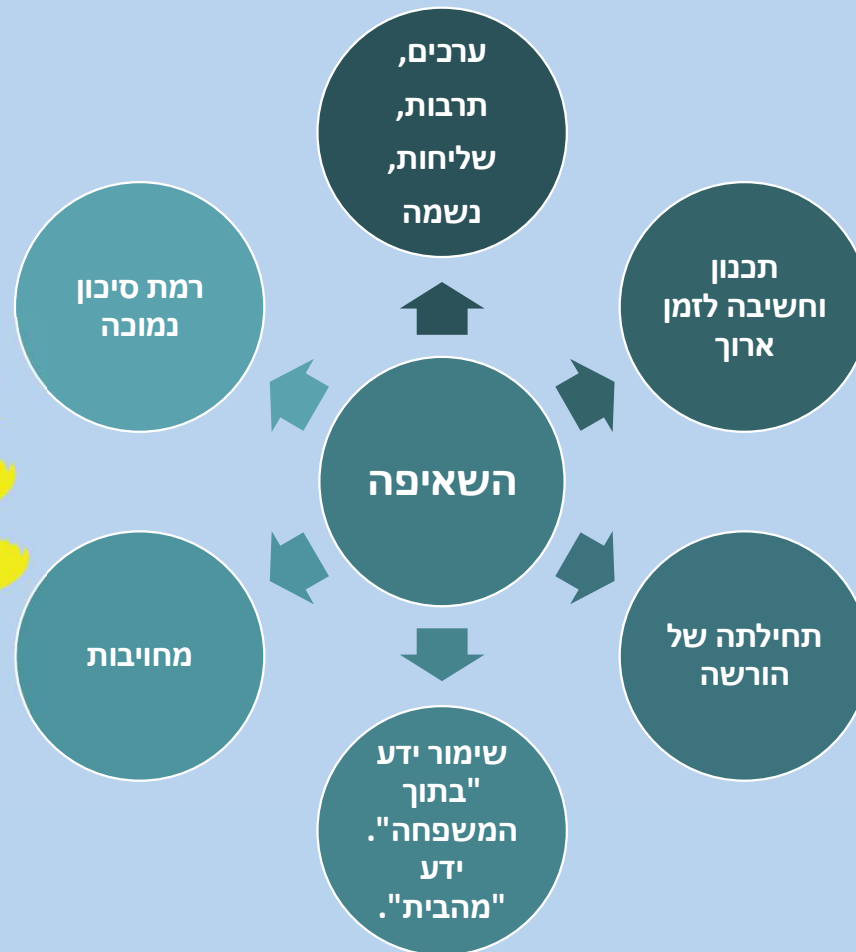 ערכים,
תרבות,
שליחות,
נשמה
תכנון
וחשיבה לזמן
ארוך
תחילתה של
הורשה
שימור ידע
"בתוך
המשפחה".
ידע
"מהבית".
מחויבות
רמת סיכון
נמוכה
השאיפה